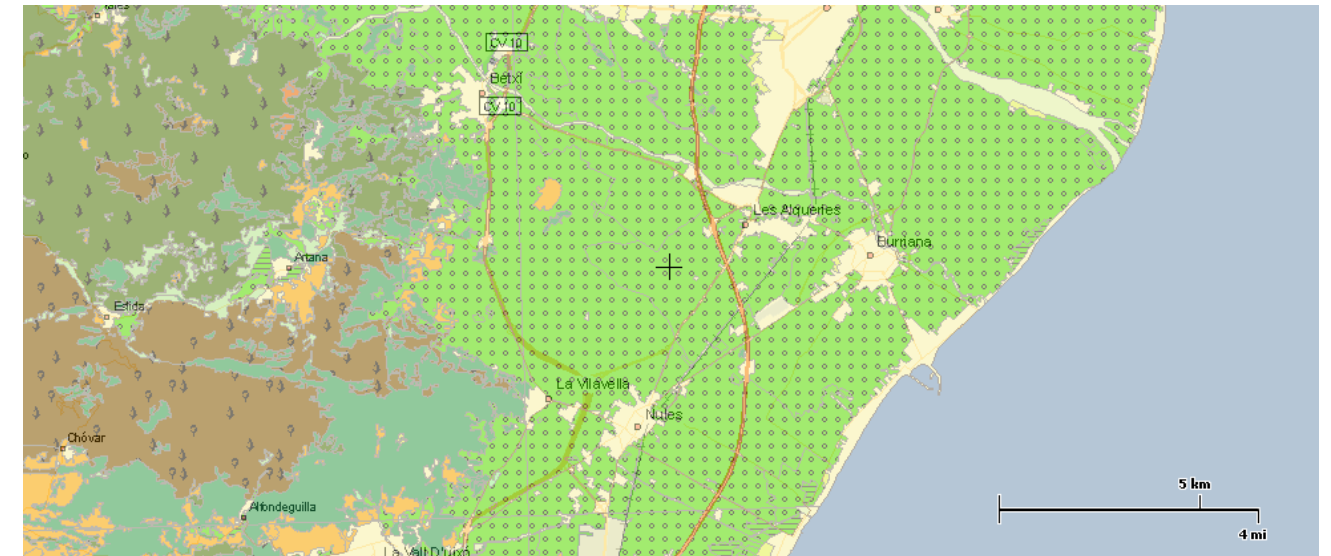 Tales
CV 10
Betxí
CV 10
Les Alqueries
Burriana
Artana
Eslida
La Vilavella
Nules
Chóvar
5 km
Alfondeguilla
4 mi
La Vall D'uixó